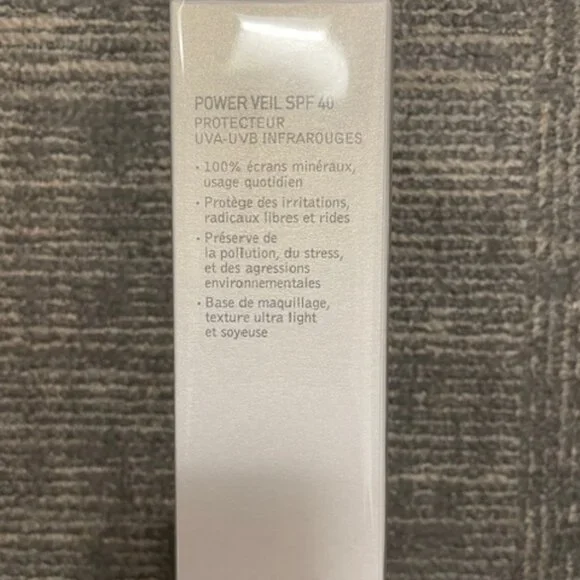 POWER VEIL SPF 40
PROTECTEUR
UVA-UVB INFRAROUGES
• 100% écrans minéraux,
usage quotidien
• Protège des irritations,
radicaux libres et rides
• Préserve de
la pollution, du stress,
et des agressions
environnementales
• Base de maquillage,
texture ultra light
et soyeuse